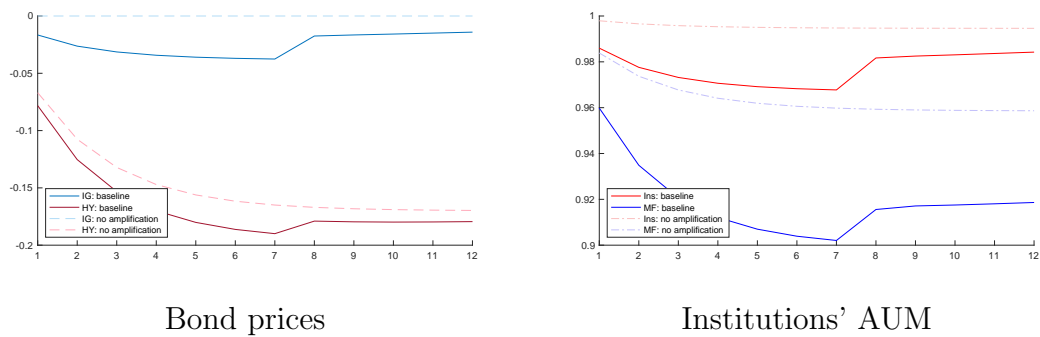 0
-0.05
-0.1
-0.15
-0.2
IG: baseline
HY: baseline
IG: no amplification
HY: no amplification
1 2 3 4 5 6 7 8 9 10 11 12
Bond prices
1
0.98
0.96
0.94
0.92
0.9
Ins: baseline
MF: baseline
Ins: no amplification
MF: no amplification
1 2 3 4 5 6 7 8 9 10 11 12
Institutions' AUM